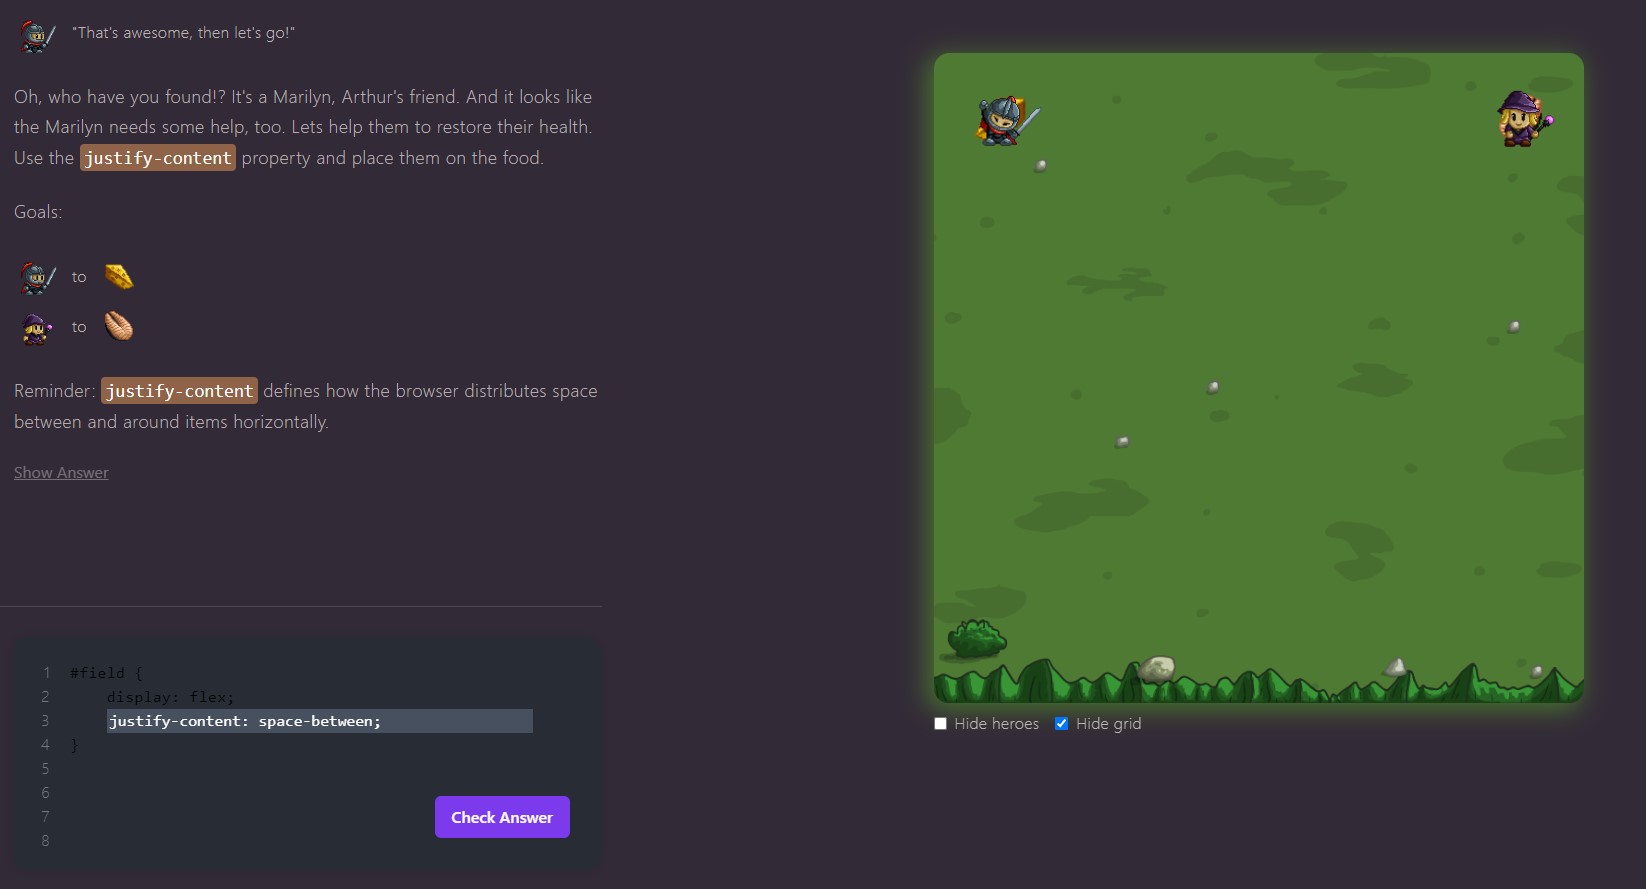 "That's awesome, then let's go!"
Oh, who have you found!? It's a Marilyn, Arthur's friend. And it looks like
the Marilyn needs some help, too. Lets help them to restore their health.
Use the justify-content property and place them on the food.
Goals:
to
to
Reminder: justify-content defines how the browser distributes space
between and around items horizontally.
Show Answer
1 #field {
2 display: flex;
3 justify-content: space-between;
4 }
5
6
7
8
Check Answer
Hide heroes Hide grid